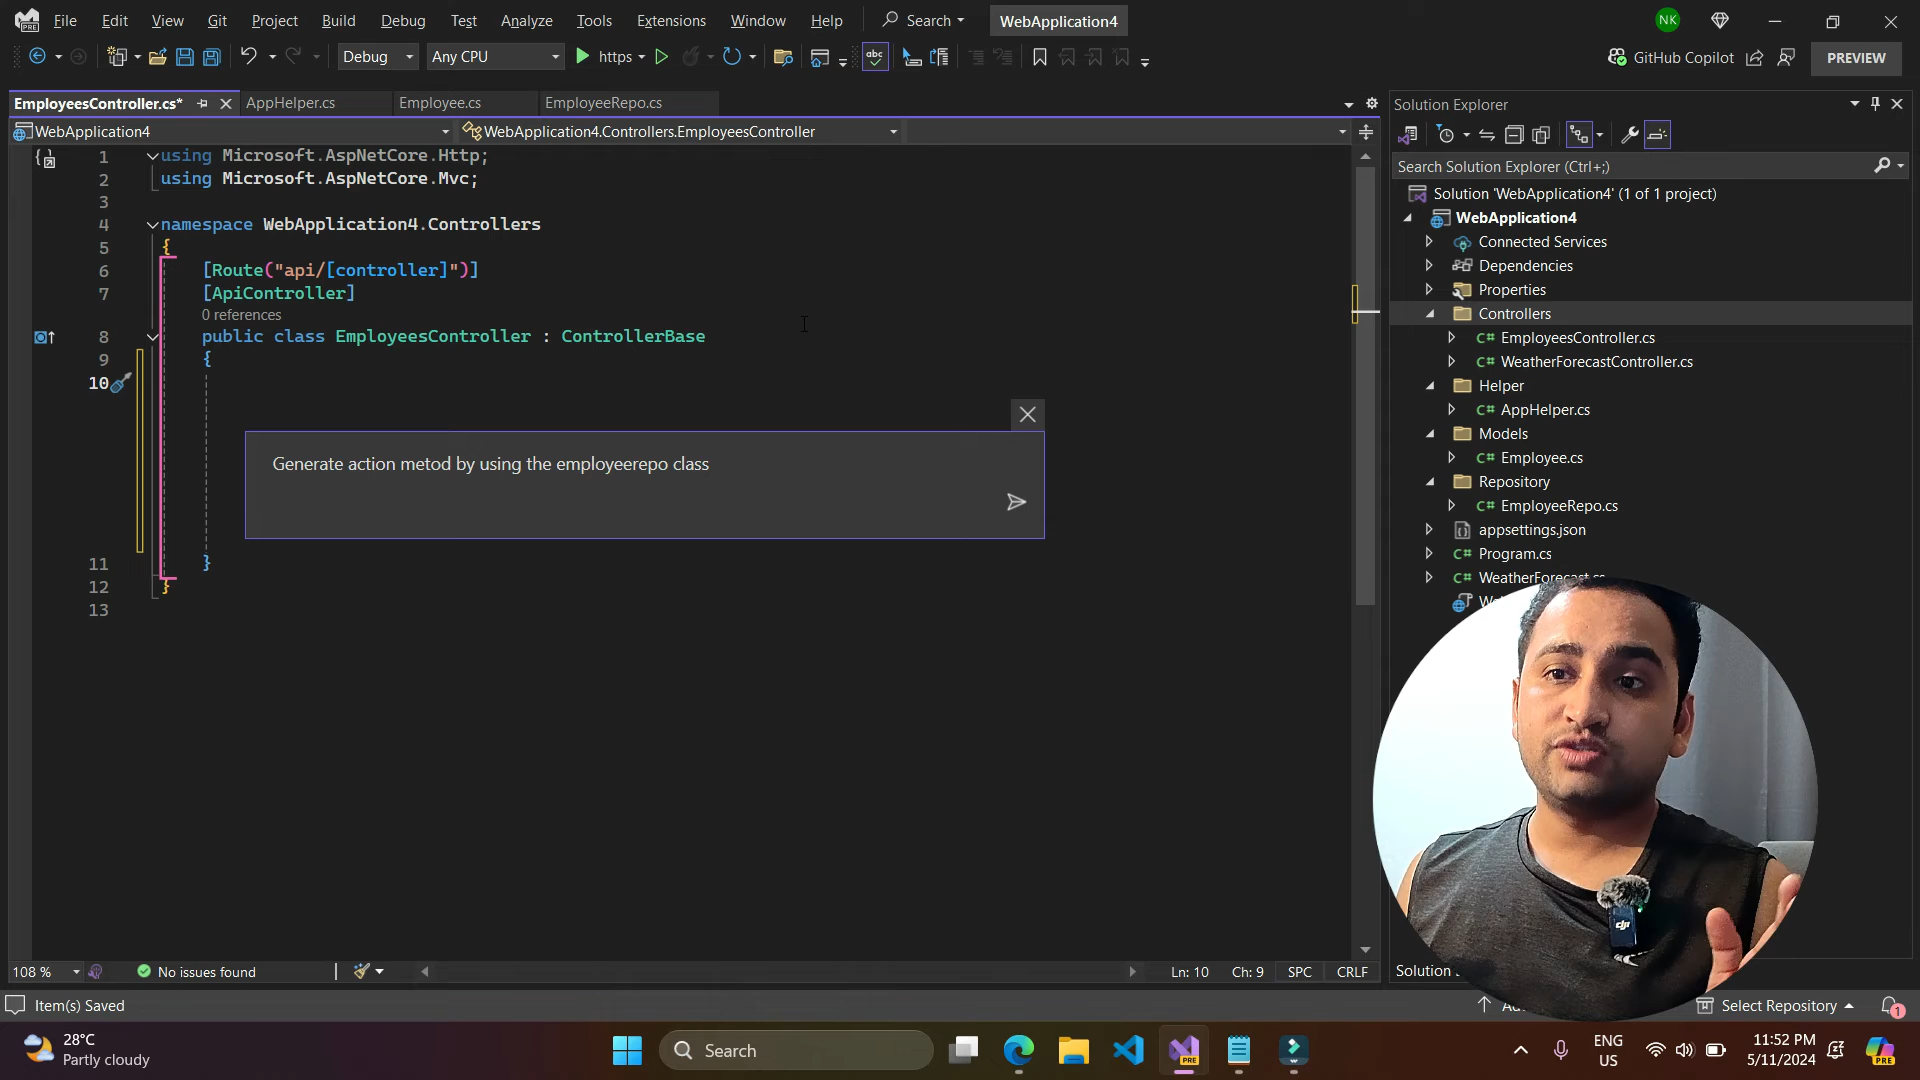 File Edit View Git Project Build Debug Test Analyze Tools Extensions Window Help Search WebApplication4 NK
Debug Any CPU https abc GitHub Copilot PREVIEW
EmployeesController.cs* AppHelper.cs Employee.cs EmployeeRepo.cs
WebApplication4 WebApplication4.Controllers.EmployeesController
1 using Microsoft.AspNetCore.Http;
2 using Microsoft.AspNetCore.Mvc;
3
4 namespace WebApplication4.Controllers
5 {
6 [Route("api/[controller]")]
7 [ApiController]
0 references
8 public class EmployeesController : ControllerBase
9 {
10
Generate action metod by using the employeerepo class
11 }
12 }
13
108 % No issues found Ln: 10 Ch: 9 SPC CRLF
Solution Explorer
Search Solution Explorer (Ctrl+;)
Solution 'WebApplication4' (1 of 1 project)
WebApplication4
Connected Services
Dependencies
Properties
Controllers
C# EmployeesController.cs
C# WeatherForecastController.cs
Helper
C# AppHelper.cs
Models
C# Employee.cs
Repository
C# EmployeeRepo.cs
appsettings.json
C# Program.cs
C# WeatherForecast.cs
Solution
dji
Item(s) Saved Select Repository 1
28°C
Partly cloudy
Search
ENG
US
11:52 PM
5/11/2024
PRE